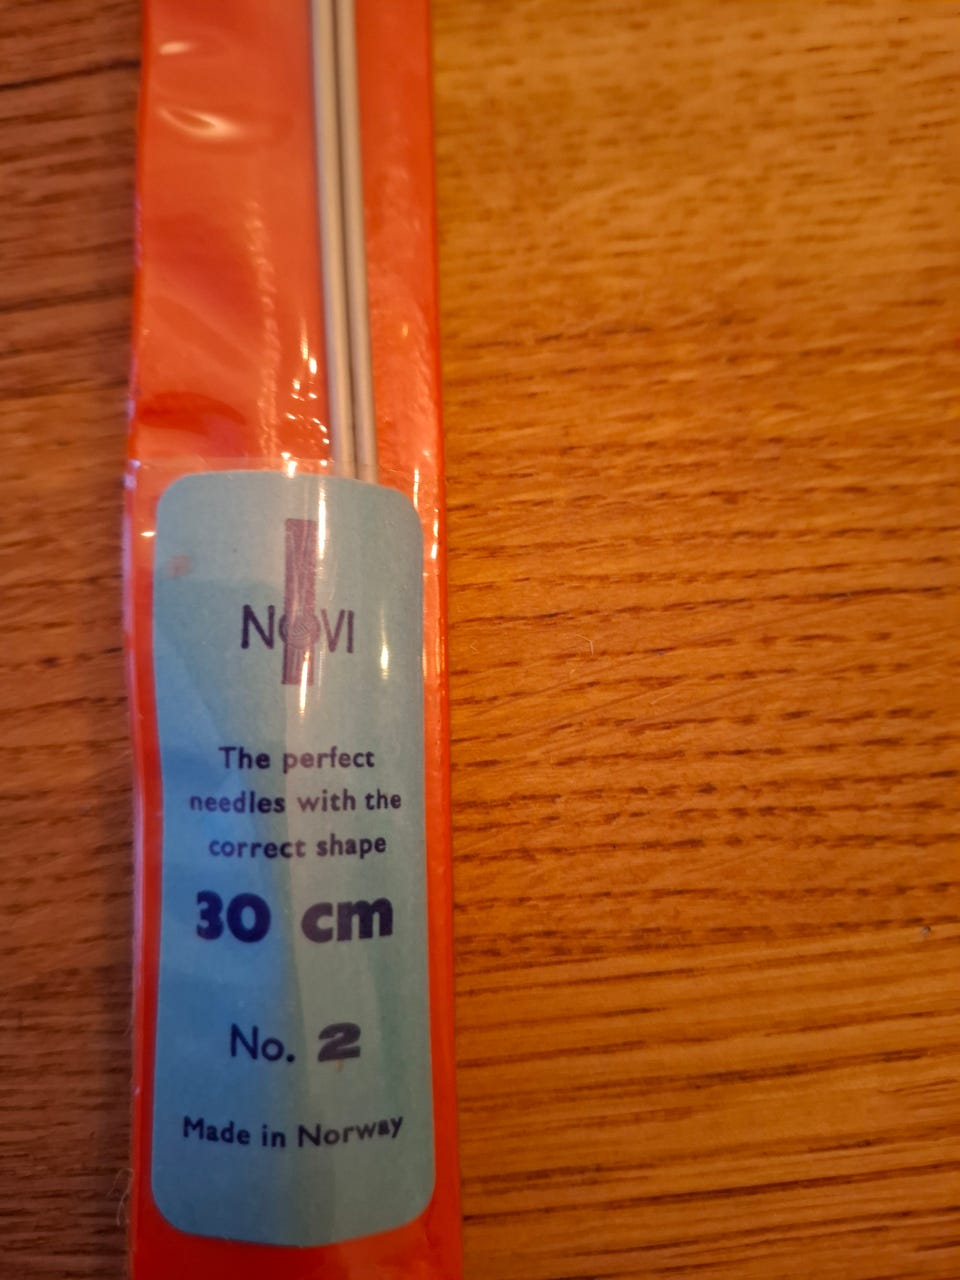 NOVI
The perfect
needles with the
correct shape
30 cm
No. 2
Made in Norway